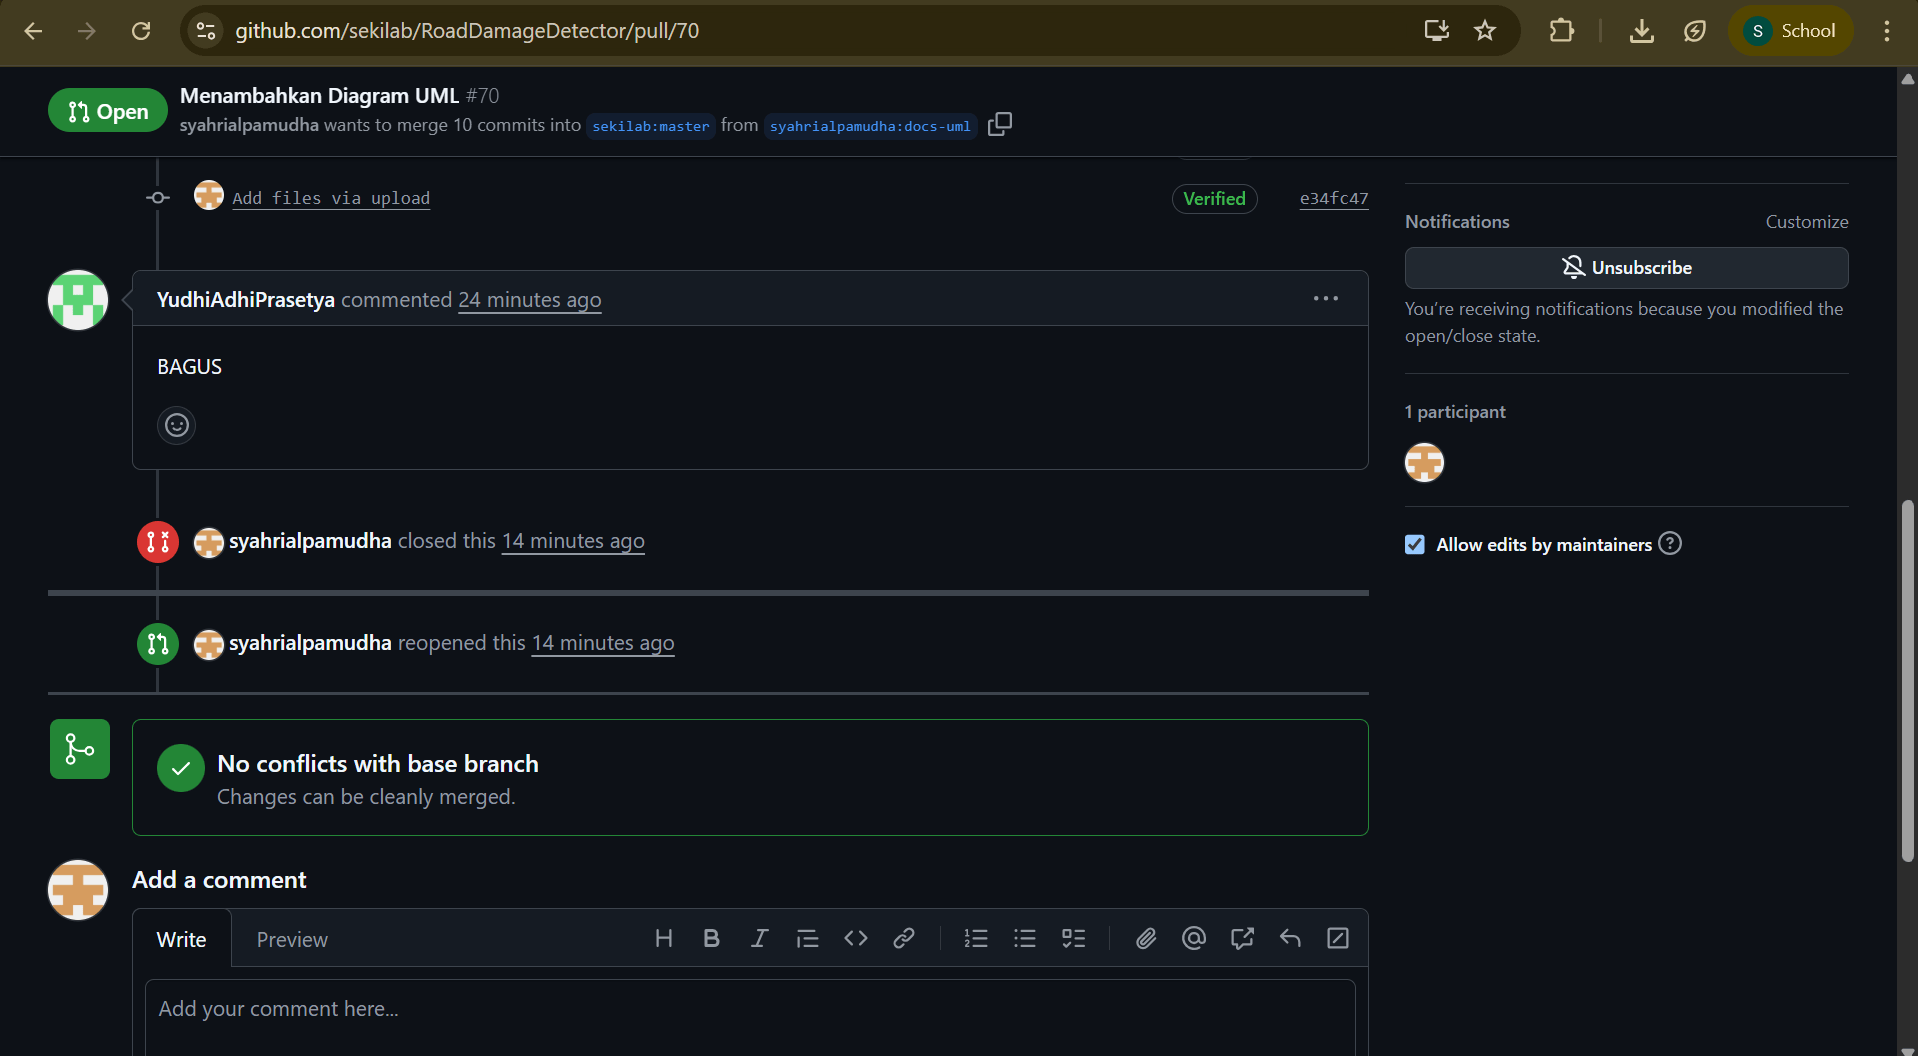 github.com/sekilab/RoadDamageDetector/pull/70
S School
Open
Menambahkan Diagram UML #70
syahrialpamudha wants to merge 10 commits into sekilab:master from syahrialpamudha:docs-uml
Add files via upload
Verified
e34fc47
YudhiAdhiPrasetya commented 24 minutes ago
BAGUS
syahrialpamudha closed this 14 minutes ago
syahrialpamudha reopened this 14 minutes ago
No conflicts with base branch
Changes can be cleanly merged.
Add a comment
Write
Preview
Add your comment here...
Notifications
Customize
Unsubscribe
You’re receiving notifications because you modified the
open/close state.
1 participant
Allow edits by maintainers